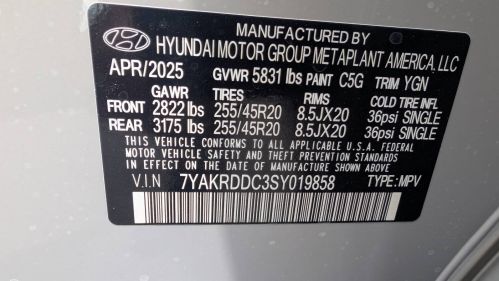 MANUFACTURED BY
HYUNDAI MOTOR GROUP METAPLANT AMERICA, LLC
APR/2025 GVWR 5831 lbs PAINT C5G TRIM YGN
GAWR TIRES RIMS COLD TIRE INFL
FRONT 2822 lbs 255/45R20 8.5JX20 36psi SINGLE
REAR 3175 lbs 255/45R20 8.5JX20 36psi SINGLE
THIS VEHICLE CONFORMS TO ALL APPLICABLE U.S.A. FEDERAL
MOTOR VEHICLE SAFETY AND THEFT PREVENTION STANDARDS
IN EFFECT ON THE DATE OF MANUFACTURE SHOWN ABOVE.
V.I.N 7YAKRDDC3SY019858 TYPE: MPV